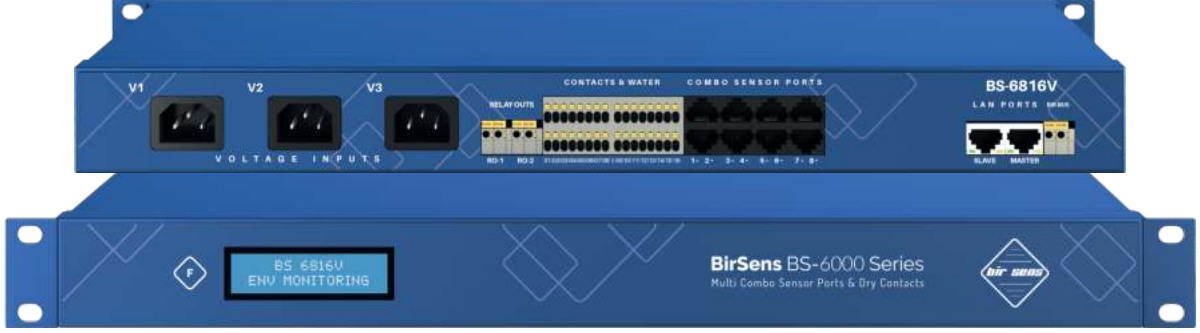 V1
V2
V3
VOLTAGE INPUTS
RELAY OUTS
RO-1 RO-2
CONTACTS & WATER
COMBO SENSOR PORTS
1- 2- 3- 4- 5- 6- 7- 8-
BS-6816V
LAN PORTS
SLAVE MASTER
F
BS 6816V
ENV MONITORING
BirSens BS-6000 Series
Multi Combo Sensor Ports & Dry Contacts
bir sens